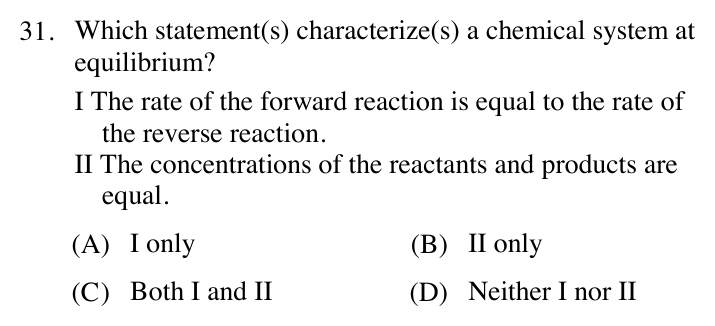 31. Which statement(s) characterize(s) a chemical system at
equilibrium?
I The rate of the forward reaction is equal to the rate of
the reverse reaction.
II The concentrations of the reactants and products are
equal.
(A) I only (B) II only
(C) Both I and II (D) Neither I nor II